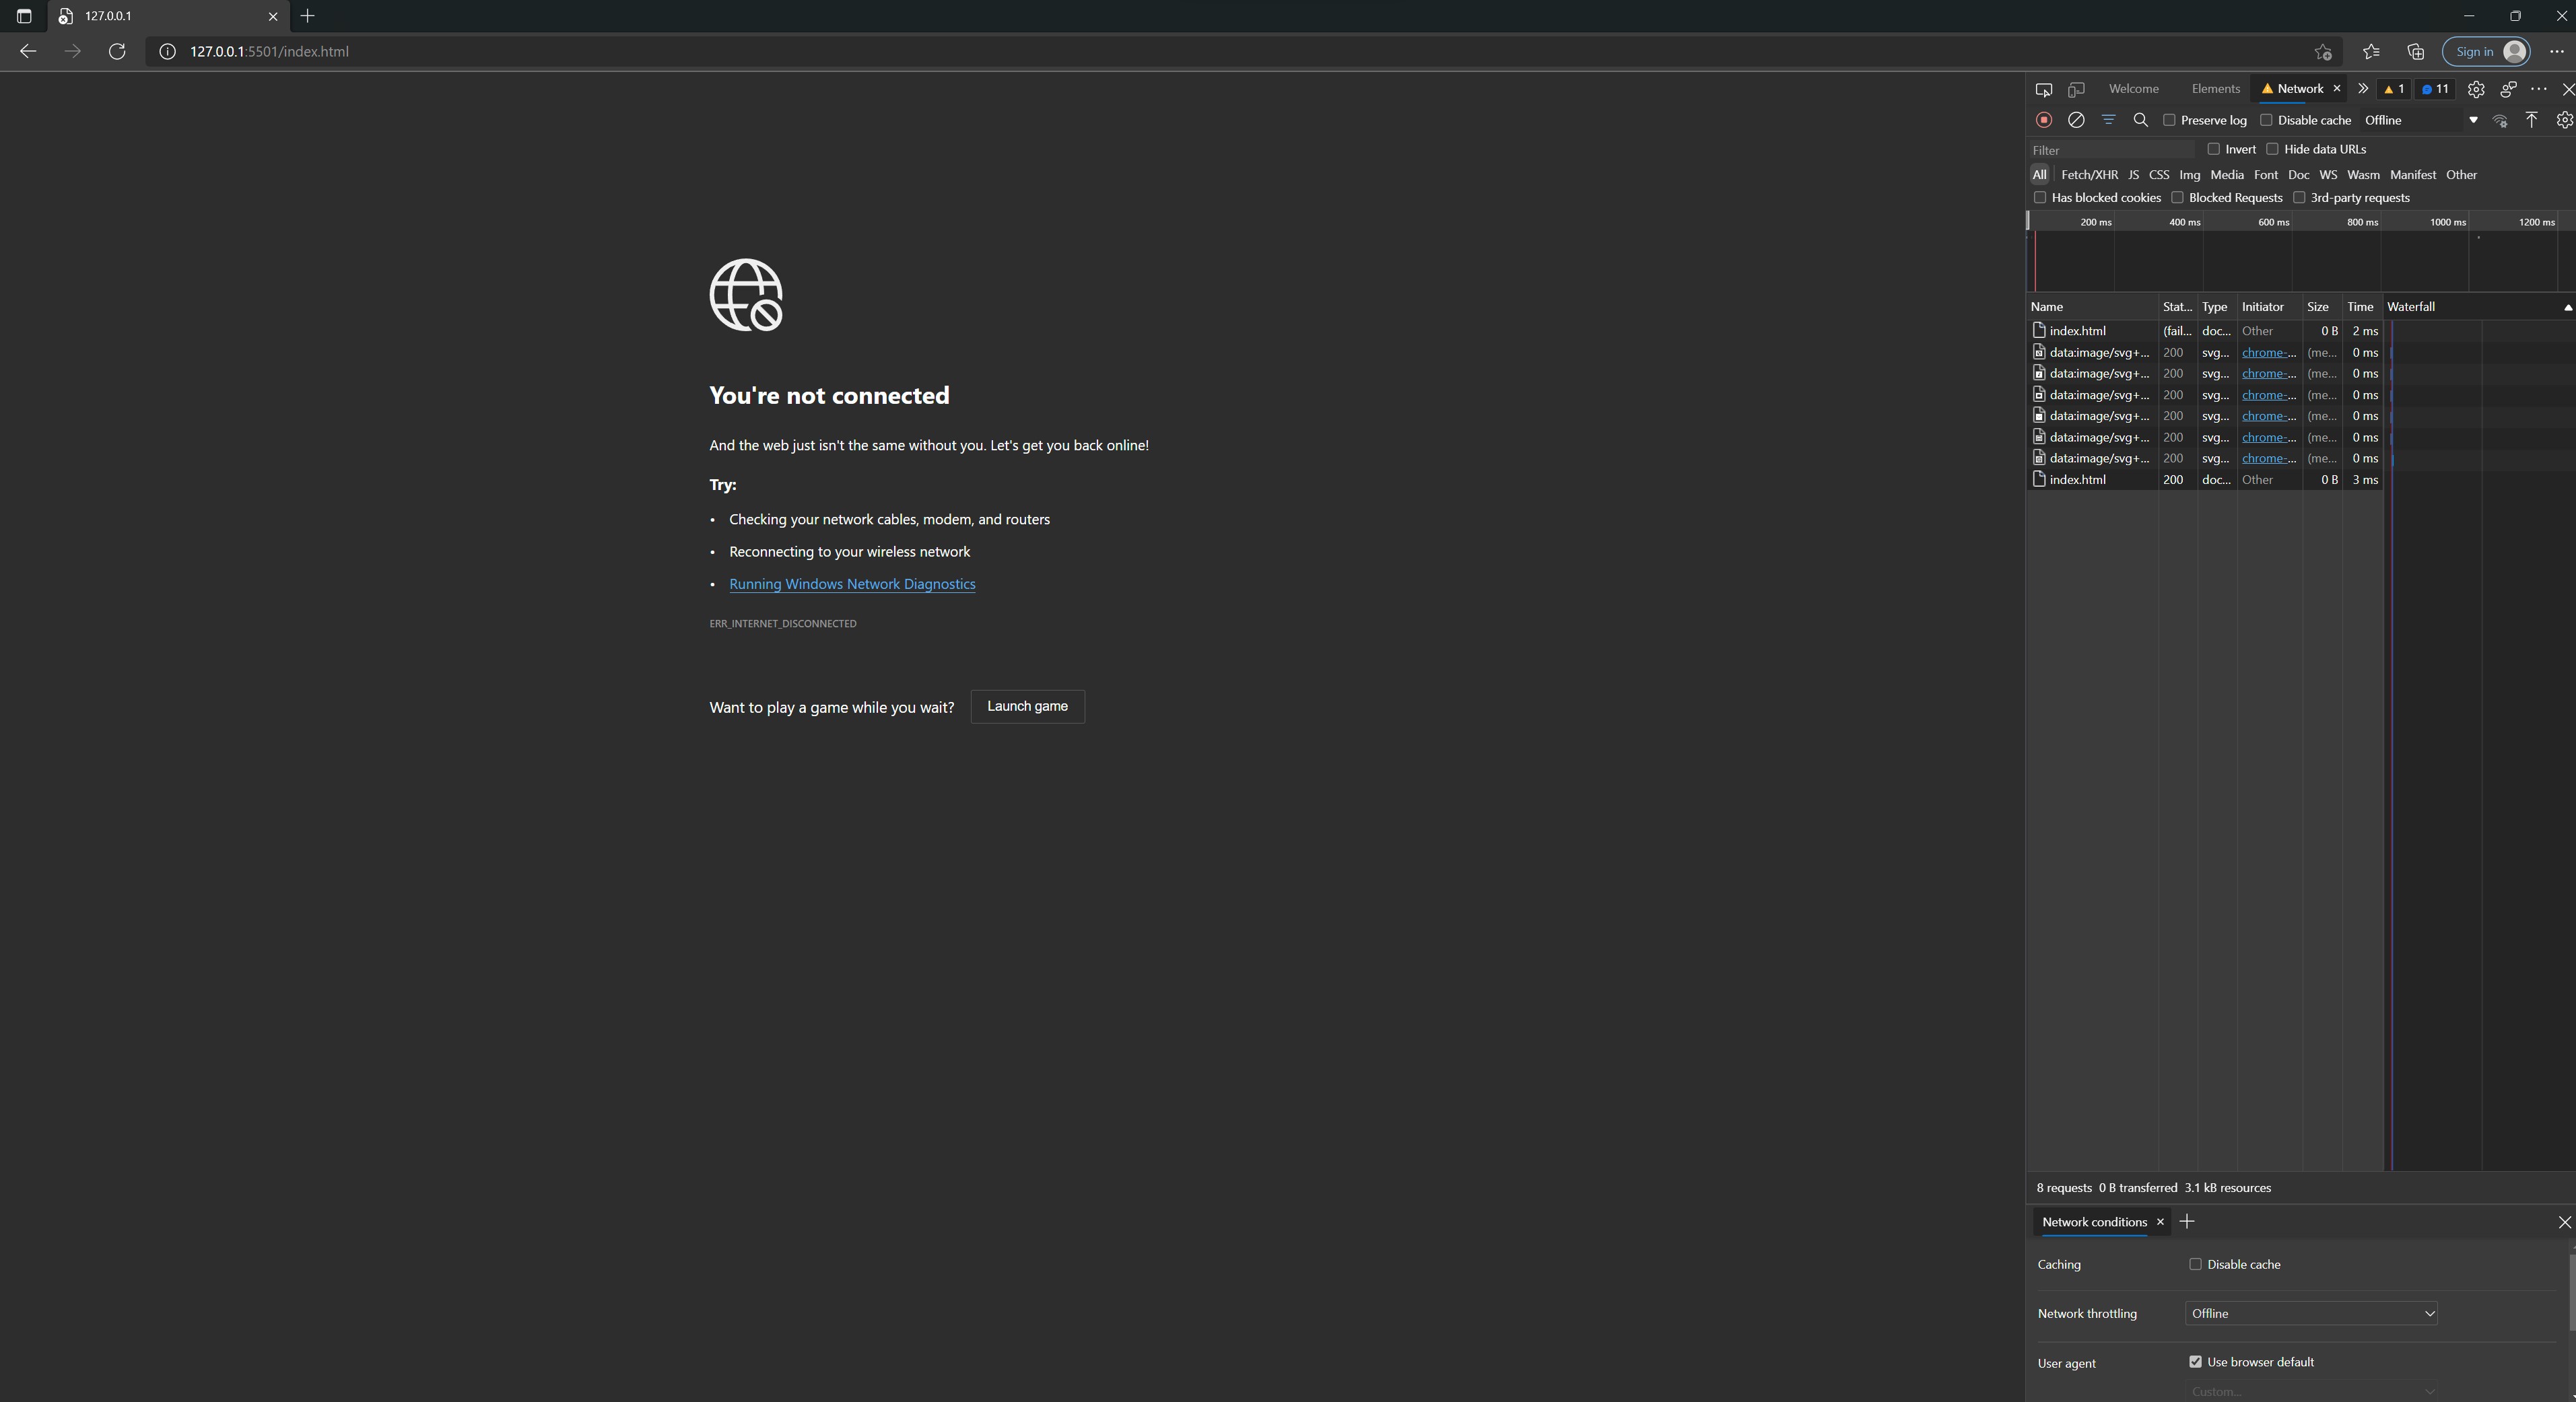 127.0.0.1
127.0.0.1:5501/index.html
Sign in
You're not connected
And the web just isn't the same without you. Let's get you back online!
Try:
• Checking your network cables, modem, and routers
• Reconnecting to your wireless network
• Running Windows Network Diagnostics
ERR_INTERNET_DISCONNECTED
Want to play a game while you wait? Launch game
Welcome Elements Network 1 11
Preserve log Disable cache Offline
Filter Invert Hide data URLs
All Fetch/XHR JS CSS Img Media Font Doc WS Wasm Manifest Other
Has blocked cookies Blocked Requests 3rd-party requests
200 ms 400 ms 600 ms 800 ms 1000 ms 1200 ms
Name Stat... Type Initiator Size Time Waterfall
index.html (fail... doc... Other 0 B 2 ms
data:image/svg+... 200 svg... chrome-... (me... 0 ms
data:image/svg+... 200 svg... chrome-... (me... 0 ms
data:image/svg+... 200 svg... chrome-... (me... 0 ms
data:image/svg+... 200 svg... chrome-... (me... 0 ms
data:image/svg+... 200 svg... chrome-... (me... 0 ms
data:image/svg+... 200 svg... chrome-... (me... 0 ms
index.html 200 doc... Other 0 B 3 ms
8 requests 0 B transferred 3.1 kB resources
Network conditions
Caching Disable cache
Network throttling Offline
User agent Use browser default
Custom...